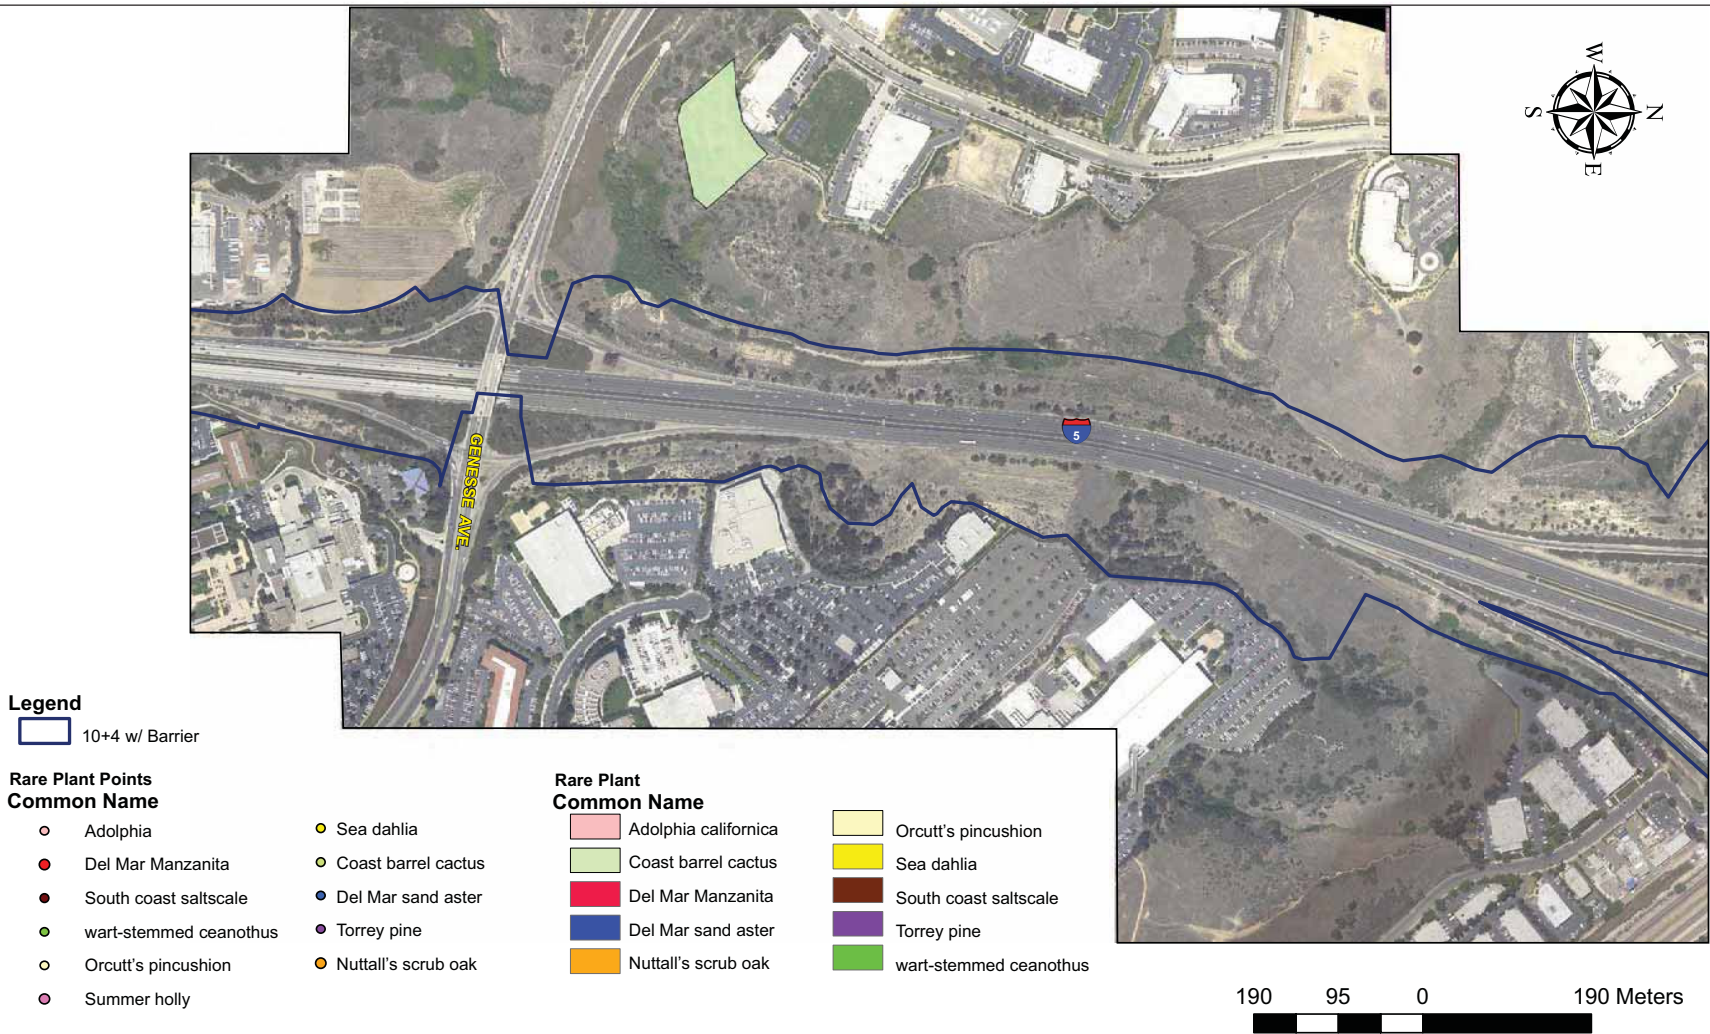 W
S
N
E
5
GENESSE AVE.
Legend
10+4 w/ Barrier
Rare Plant Points
Common Name
Adolphia
Del Mar Manzanita
South coast saltscale
wart-stemmed ceanothus
Orcutt's pincushion
Summer holly
Sea dahlia
Coast barrel cactus
Del Mar sand aster
Torrey pine
Nuttall's scrub oak
Rare Plant
Common Name
Adolphia californica
Coast barrel cactus
Del Mar Manzanita
Del Mar sand aster
Nuttall's scrub oak
Orcutt's pincushion
Sea dahlia
South coast saltscale
Torrey pine
wart-stemmed ceanothus
190 95 0 190 Meters